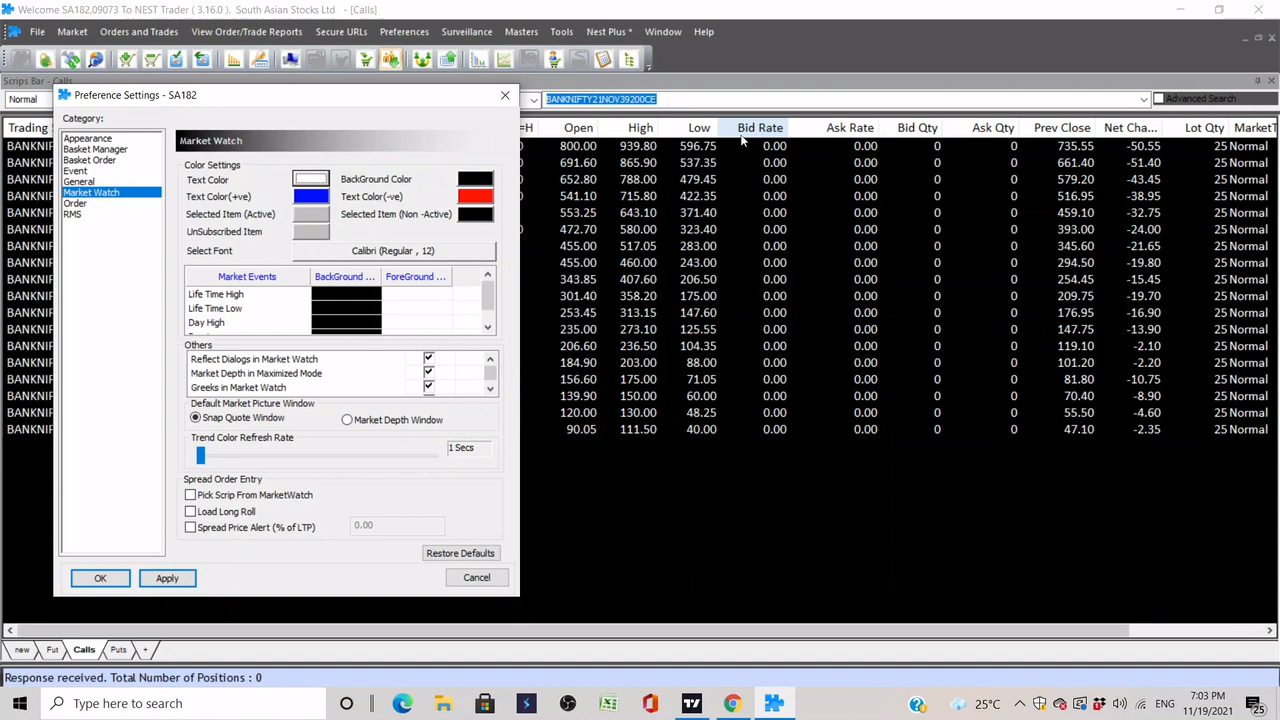 Welcome SA182,09073 To NEST Trader ( 3.16.0 ). South Asian Stocks Ltd - [Calls]
File Market Orders and Trades View Order/Trade Reports Secure URLs Preferences Surveillance Masters Tools Nest Plus Window Help
Scrips Bar - Calls
Normal BANKNIFTY21NOV39200CE Advanced Search
Trading =H Open High Low Bid Rate Ask Rate Bid Qty Ask Qty Prev Close Net Cha... Lot Qty Market
BANKNIF 800.00 939.80 596.75 0.00 0.00 0 0 735.55 -50.55 25 Normal
BANKNIF 691.60 865.90 537.35 0.00 0.00 0 0 661.40 -51.40 25 Normal
BANKNIF 652.80 788.00 479.45 0.00 0.00 0 0 579.20 -43.45 25 Normal
BANKNIF 541.10 715.80 422.35 0.00 0.00 0 0 516.95 -38.95 25 Normal
BANKNIF 553.25 643.10 371.40 0.00 0.00 0 0 459.10 -32.75 25 Normal
BANKNIF 472.70 580.00 323.40 0.00 0.00 0 0 393.00 -24.00 25 Normal
BANKNIF 455.00 517.05 283.00 0.00 0.00 0 0 345.60 -21.65 25 Normal
BANKNIF 455.00 460.00 243.00 0.00 0.00 0 0 294.50 -19.80 25 Normal
BANKNIF 343.85 407.60 206.50 0.00 0.00 0 0 254.45 -15.45 25 Normal
BANKNIF 301.40 358.20 175.00 0.00 0.00 0 0 209.75 -19.70 25 Normal
BANKNIF 253.45 313.15 147.60 0.00 0.00 0 0 176.95 -16.90 25 Normal
BANKNIF 235.00 273.10 125.55 0.00 0.00 0 0 147.75 -13.90 25 Normal
BANKNIF 206.60 236.50 104.35 0.00 0.00 0 0 119.10 -2.10 25 Normal
BANKNIF 184.90 203.00 88.00 0.00 0.00 0 0 101.20 -2.20 25 Normal
BANKNIF 156.60 175.00 71.05 0.00 0.00 0 0 81.80 -10.75 25 Normal
BANKNIF 139.90 150.00 60.00 0.00 0.00 0 0 70.40 -8.90 25 Normal
BANKNIF 120.00 130.00 48.25 0.00 0.00 0 0 55.50 -4.60 25 Normal
BANKNIF 90.05 111.50 40.00 0.00 0.00 0 0 47.10 -2.35 25 Normal
Preference Settings - SA182
Category:
Appearance
Basket Manager
Basket Order
Event
General
Market Watch
Order
RMS
Market Watch
Color Settings
Text Color BackGround Color
Text Color(+ve) Text Color(-ve)
Selected Item (Active) Selected Item (Non -Active)
UnSubscribed Item
Select Font Calibri (Regular , 12)
Market Events BackGround ... ForeGround ...
Life Time High
Life Time Low
Day High
Others
Reflect Dialogs in Market Watch
Market Depth in Maximized Mode
Greeks in Market Watch
Default Market Picture Window
Snap Quote Window Market Depth Window
Trend Color Refresh Rate
1 Secs
Spread Order Entry
Pick Scrip From MarketWatch
Load Long Roll
Spread Price Alert (% of LTP) 0.00
Restore Defaults
OK Apply Cancel
new Fut Calls Puts +
Response received. Total Number of Positions : 0
Type here to search
25°C ENG 7:03 PM
11/19/2021 25